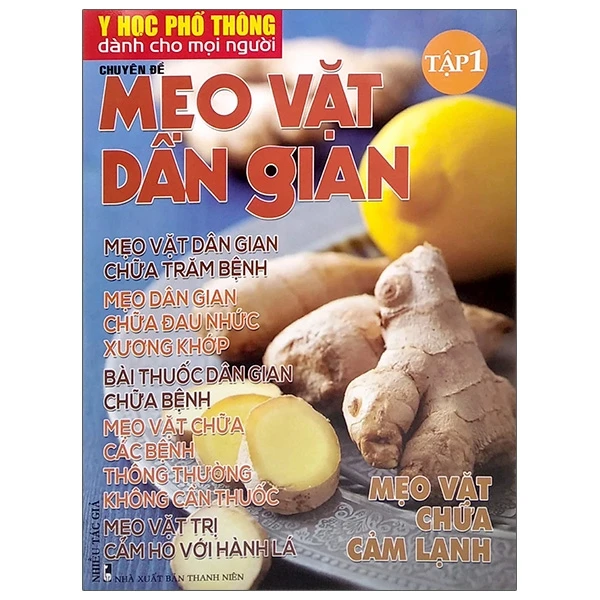 Y HỌC PHỔ THÔNG
dành cho mọi người
CHUYÊN ĐỀ
TẬP 1
MẸO VẶT
DÂN gIAN
MẸO VẶT DÂN GIAN
CHỮA TRĂM BỆNH
MẸO DÂN GIAN
CHỮA ĐAU NHỨC
XƯƠNG KHỚP
BÀI THUỐC DÂN GIAN
CHỮA BỆNH
MẸO VẶT CHỮA
CÁC BỆNH
THÔNG THƯỜNG
KHÔNG CẦN THUỐC
MẸO VẶT TRỊ
CẢM HO VỚI HÀNH LÁ
MẸO VẶT
CHỮA
CẢM LẠNH
NHIỀU TÁC GIẢ
NHÀ XUẤT BẢN THANH NIÊN